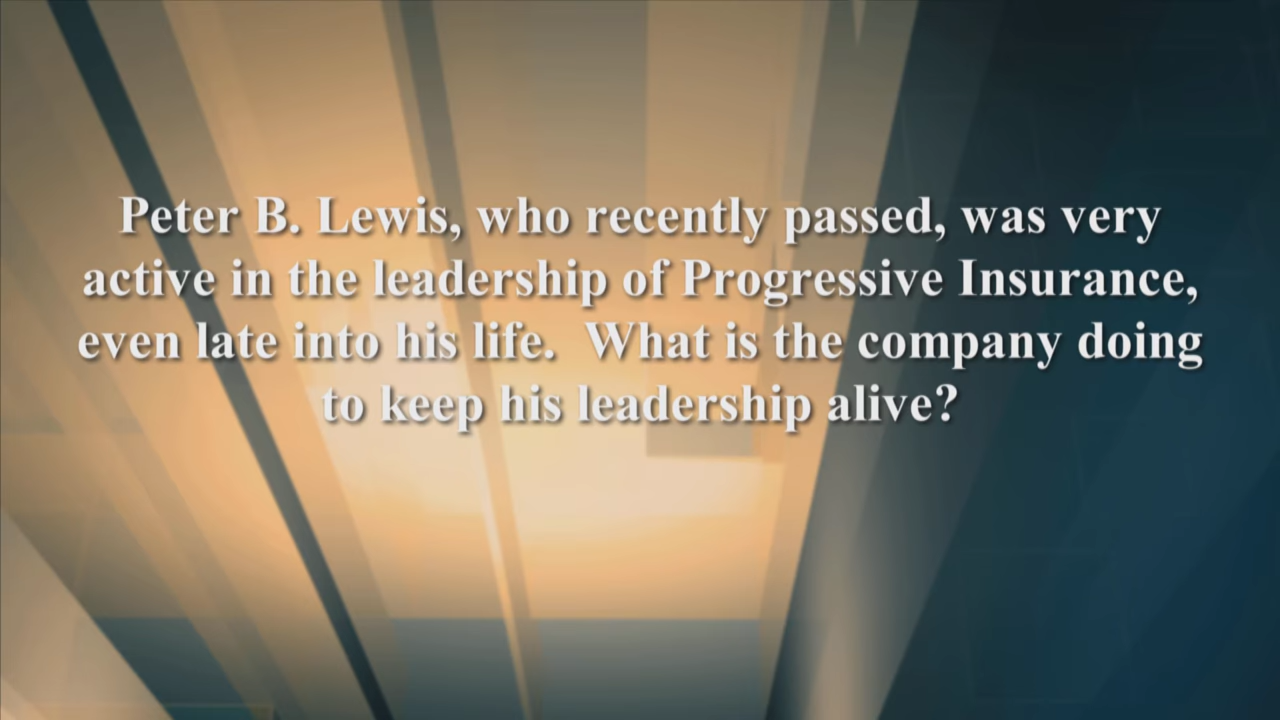 Peter B. Lewis, who recently passed, was very
active in the leadership of Progressive Insurance,
even late into his life.  What is the company doing
to keep his leadership alive?